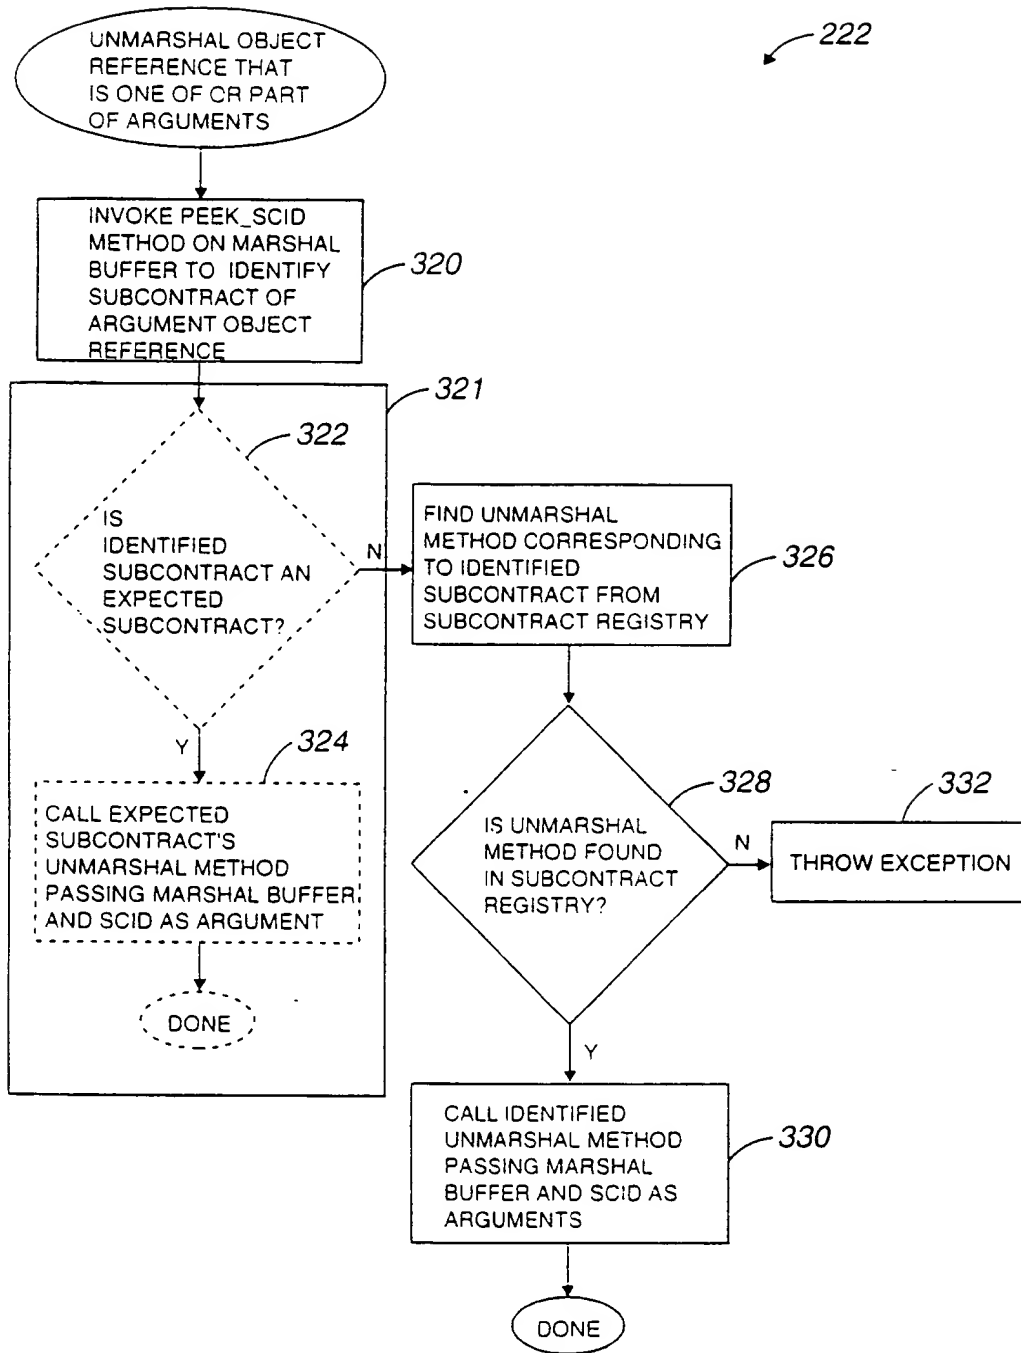 UNMARSHAL OBJECT
REFERENCE THAT
IS ONE OF CR PART
OF ARGUMENTS
222
INVOKE PEEK_SCID
METHOD ON MARSHAL
BUFFER TO IDENTIFY
SUBCONTRACT OF
ARGUMENT OBJECT
REFERENCE
320
321
322
IS
IDENTIFIED
SUBCONTRACT AN
EXPECTED
SUBCONTRACT?
N
Y
FIND UNMARSHAL
METHOD CORRESPONDING
TO IDENTIFIED
SUBCONTRACT FROM
SUBCONTRACT REGISTRY
326
324
CALL EXPECTED
SUBCONTRACT'S
UNMARSHAL METHOD
PASSING MARSHAL BUFFER
AND SCID AS ARGUMENT
DONE
328
IS UNMARSHAL
METHOD FOUND
IN SUBCONTRACT
REGISTRY?
N
Y
332
THROW EXCEPTION
CALL IDENTIFIED
UNMARSHAL METHOD
PASSING MARSHAL
BUFFER AND SCID AS
ARGUMENTS
330
DONE